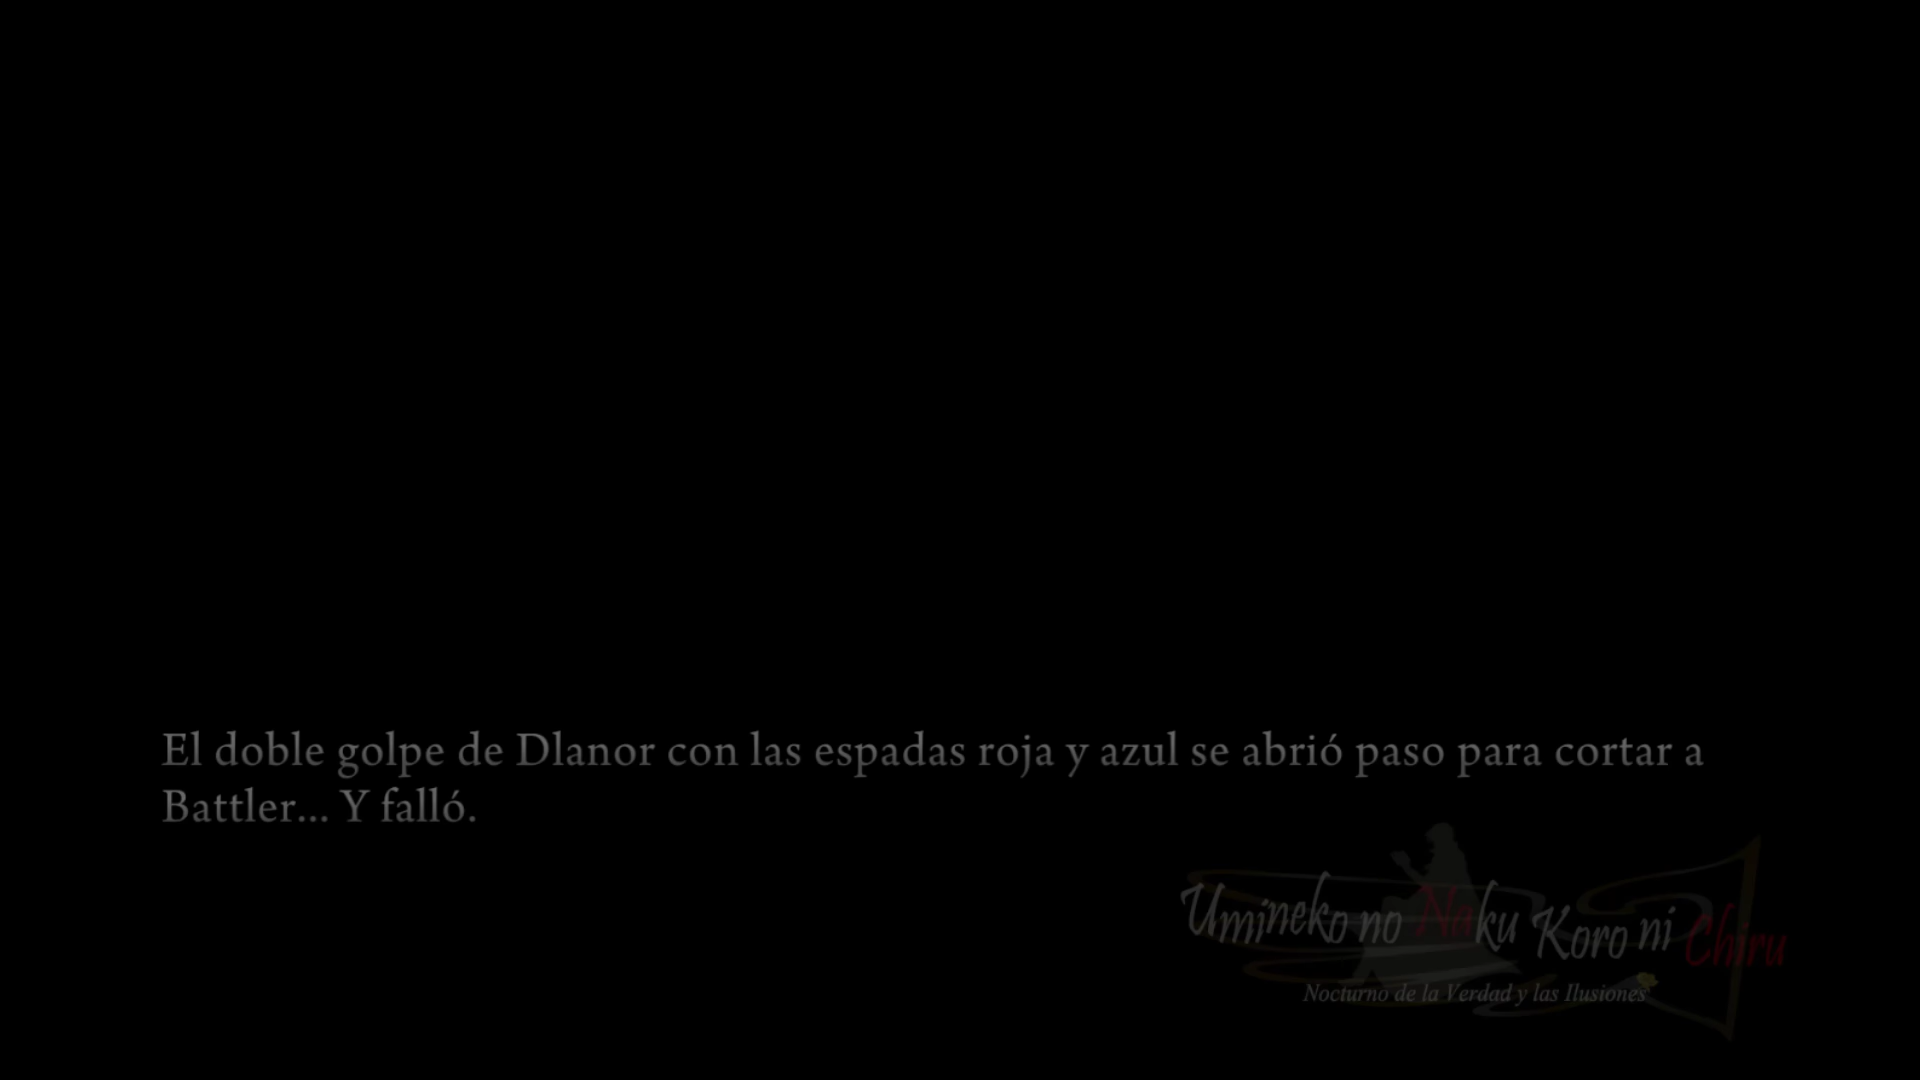 El doble golpe de Dlanor con las espadas roja y azul se abrió paso para cortar a
Battler... Y falló.
Umineko no Naku Koro ni Chiru
Nocturno de la Verdad y las Ilusiones